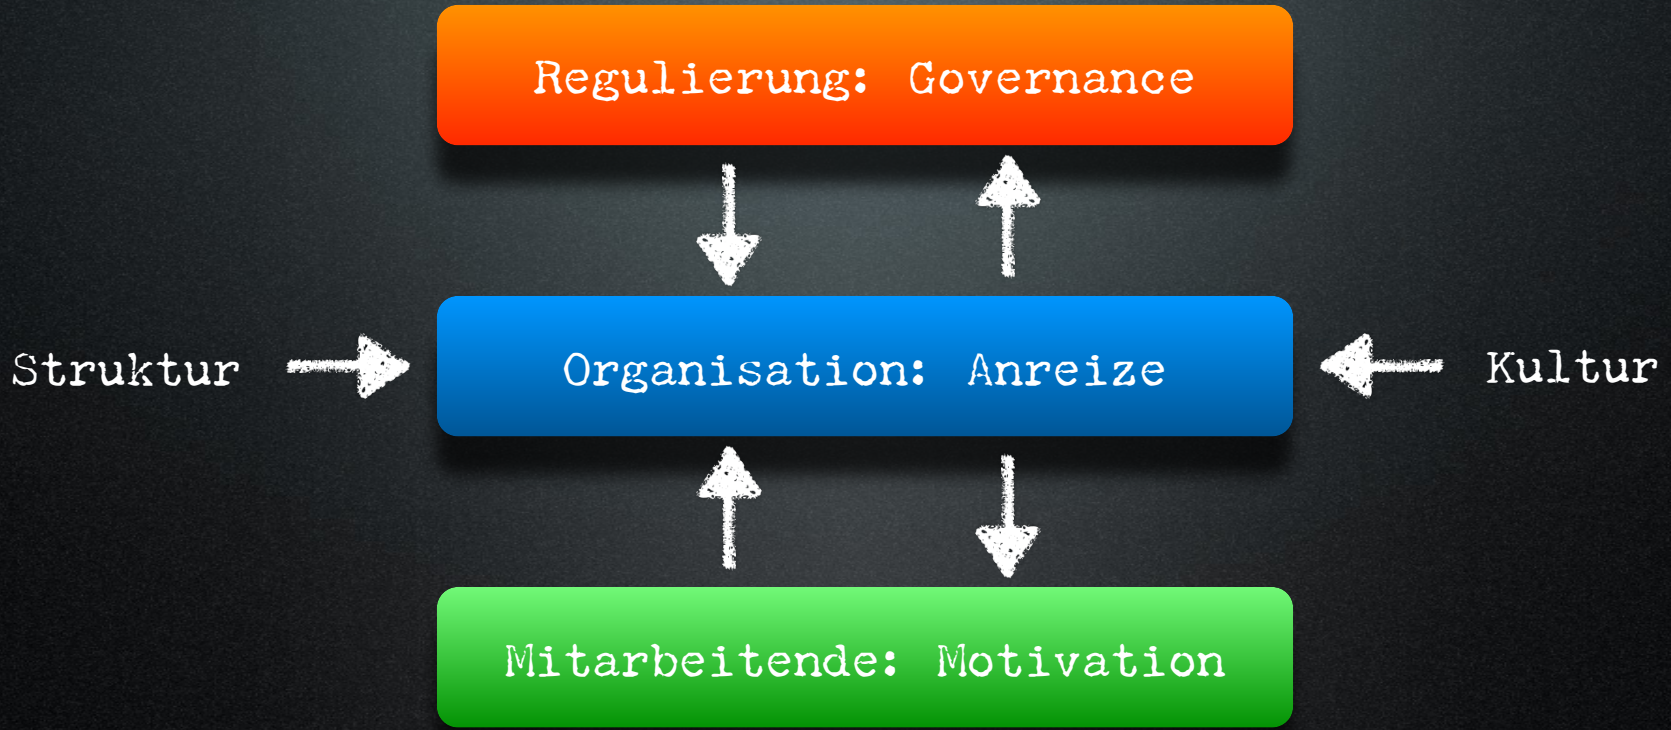 Regulierung: Governance
Struktur
Organisation: Anreize
Kultur
Mitarbeitende: Motivation